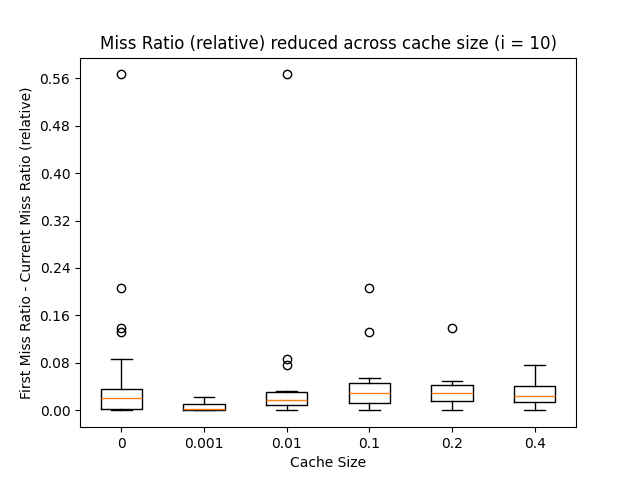 Miss Ratio (relative) reduced across cache size (i = 10)
First Miss Ratio - Current Miss Ratio (relative)
0.56
0.48
0.40
0.32
0.24
0.16
0.08
0.00
0 0.001 0.01 0.1 0.2 0.4
Cache Size